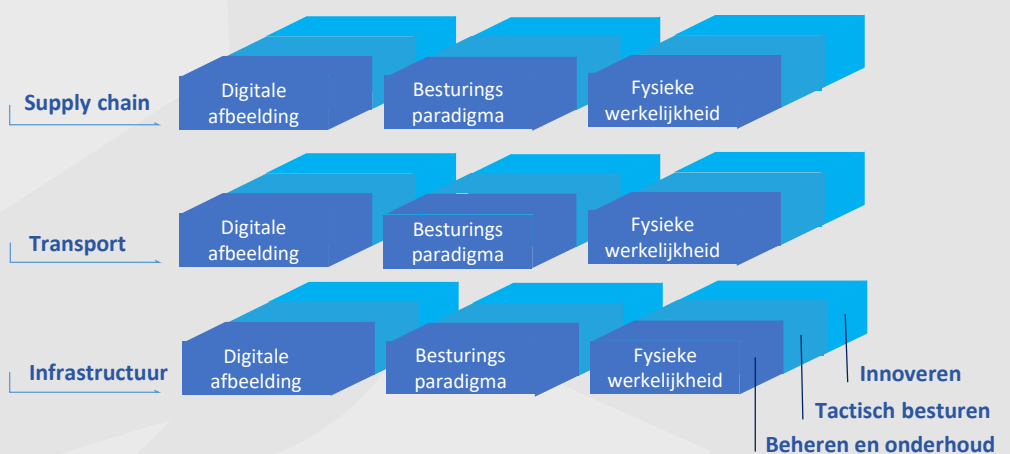 Supply chain
Digitale
afbeelding
Besturings
paradigma
Fysieke
werkelijkheid
Transport
Digitale
afbeelding
Besturings
paradigma
Fysieke
werkelijkheid
Infrastructuur
Digitale
afbeelding
Besturings
paradigma
Fysieke
werkelijkheid
Innoveren
Tactisch besturen
Beheren en onderhoud